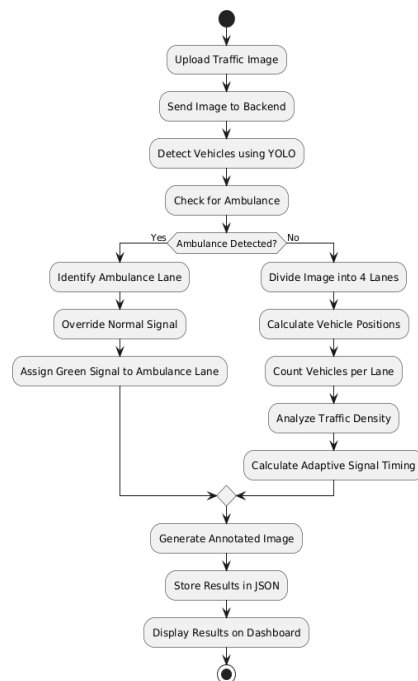 Upload Traffic Image
Send Image to Backend
Detect Vehicles using YOLO
Check for Ambulance
Yes
Ambulance Detected?
No
Identify Ambulance Lane
Override Normal Signal
Assign Green Signal to Ambulance Lane
Divide Image into 4 Lanes
Calculate Vehicle Positions
Count Vehicles per Lane
Analyze Traffic Density
Calculate Adaptive Signal Timing
Generate Annotated Image
Store Results in JSON
Display Results on Dashboard